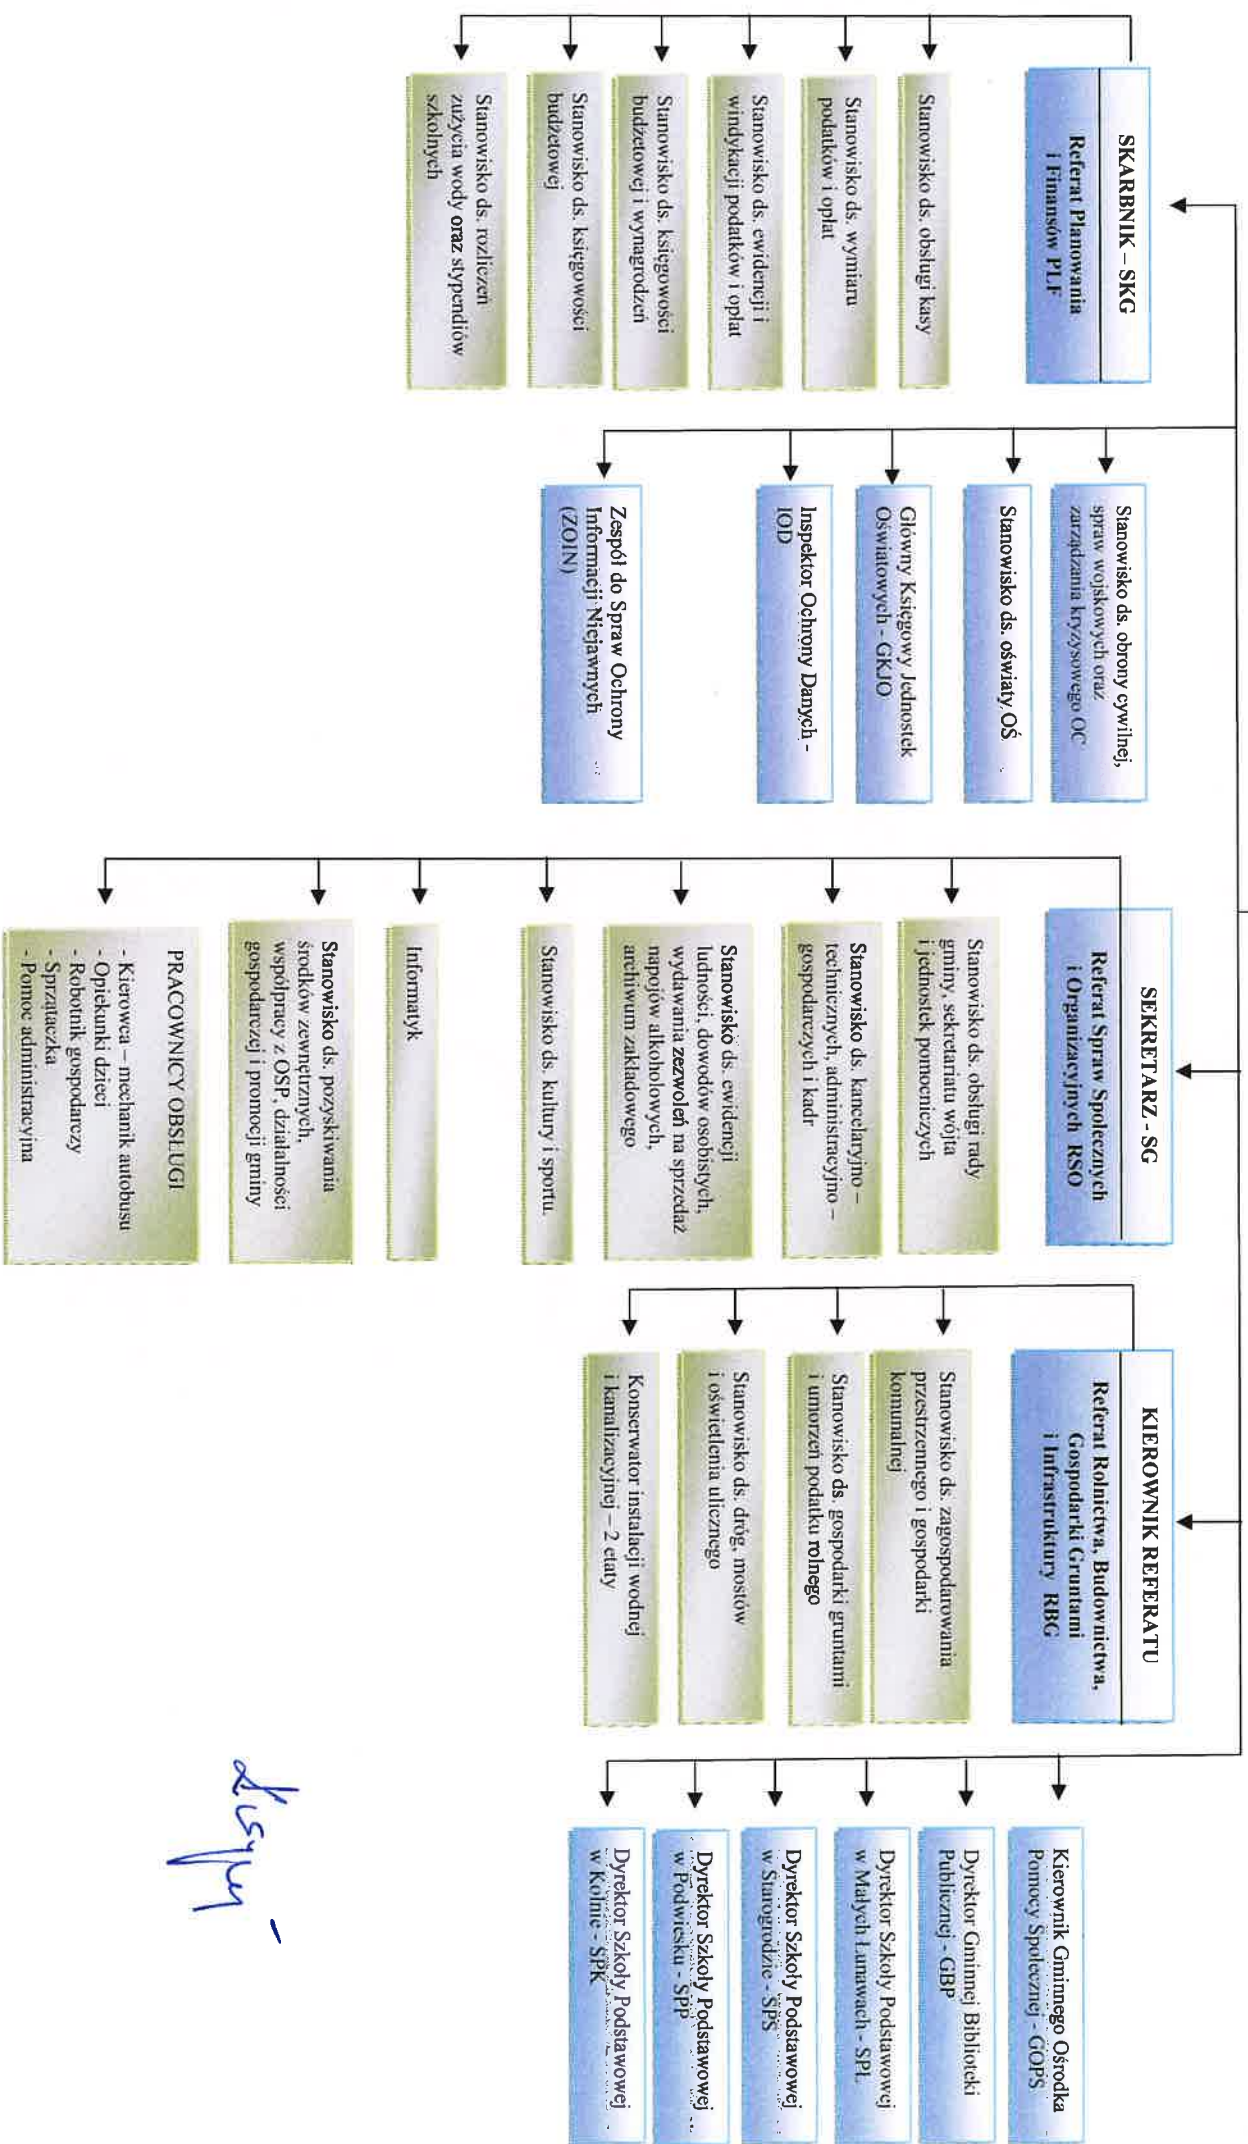 SKARBNIK – SKG
Referat Planowania
i Finansów PLF
Stanowisko ds. obsługi kasy
Stanowisko ds. wymiaru
podatków i opłat
Stanowisko ds. ewidencji i
windykacji podatków i opłat
Stanowisko ds. księgowości
budżetowej i wynagrodzeń
Stanowisko ds. księgowości
budżetowej
Stanowisko ds. rozliczeń
zużycia wody oraz stypendiów
szkolnych
Stanowisko ds. obrony cywilnej,
spraw wojskowych oraz
zarządzania kryzysowego OC
Stanowisko ds. oświaty OŚ
Główny Księgowy Jednostek
Oświatowych - GKJO
Inspektor Ochrony Danych -
IOD
Zespół do Spraw Ochrony
Informacji Niejawnych
(ZOIN)
SEKRETARZ - SG
Referat Spraw Społecznych
i Organizacyjnych RSO
Stanowisko ds. obsługi rady
gminy, sekretariatu wójta
i jednostek pomocniczych
Stanowisko ds. kancelaryjno –
technicznych, administracyjno –
gospodarczych i kadr
Stanowisko ds. ewidencji
ludności, dowodów osobistych,
wydawania zezwoleń na sprzedaż
napojów alkoholowych,
archiwum zakładowego
Stanowisko ds. kultury i sportu.
Informatyk
Stanowisko ds. pozyskiwania
środków zewnętrznych,
współpracy z OSP, działalności
gospodarczej i promocji gminy
PRACOWNICY OBSŁUGI
- Kierowca – mechanik autobusu
- Opiekunki dzieci
- Robotnik gospodarczy
- Sprzątaczka
- Pomoc administracyjna
KIEROWNIK REFERATU
Referat Rolnictwa, Budownictwa,
Gospodarki Gruntami
i Infrastruktury RBG
Stanowisko ds. zagospodarowania
przestrzennego i gospodarki
komunalnej
Stanowisko ds. gospodarki gruntami
i umorzeń podatku rolnego
Stanowisko ds. dróg, mostów
i oświetlenia ulicznego
Konserwator instalacji wodnej
i kanalizacyjnej – 2 etaty
Kierownik Gminnego Ośrodka
Pomocy Społecznej - GOPS
Dyrektor Gminnej Biblioteki
Publicznej - GBP
Dyrektor Szkoły Podstawowej
w Małych Łunawach - SPŁ
Dyrektor Szkoły Podstawowej
w Starogrodzie - SPS
Dyrektor Szkoły Podstawowej
w Podwiesku - SPP
Dyrektor Szkoły Podstawowej
w Kolnie - SPK